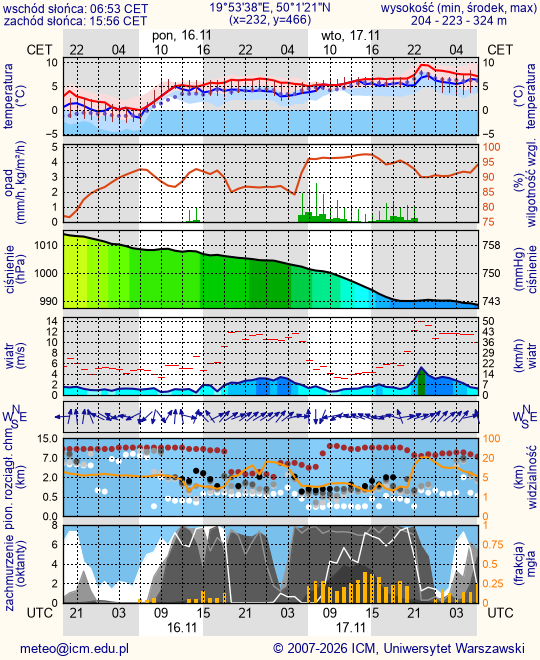 wschód słońca: 06:53 CET 19°53'38"E, 50°1'21"N wysokość (min, środek, max)
zachód słońca: 15:56 CET (x=232, y=466) 204 - 223 - 324 m
pon, 16.11 wto, 17.11
CET 22 04 10 16 22 04 10 16 22 04 CET
temperatura (°C) 10 5 0 −5 10 5 0 −5 (°C) temperatura
opad (mm/h, kg/m²/h) 5 4 3 2 1 0 100 95 90 85 80 75 (%) wilgotność wzgl.
ciśnienie (hPa) 1010 1000 990 758 750 743 (mmHg) ciśnienie
wiatr (m/s) 14 12 10 8 6 4 2 0 50 43 36 29 22 14 7 0 (km/h) wiatr
N W E S N W E S
pion. rozciągł. chm. (km) 15.0 7.0 2.0 0.5 0.0 100 20 5 1 0 (km) widzialność
zachmurzenie (oktanty) 8 6 4 2 0 1 0.75 0.5 0.25 0 (frakcja) mgła
UTC 21 03 09 15 21 03 09 15 21 03 UTC
16.11 17.11
meteo@icm.edu.pl © 2007-2026 ICM, Uniwersytet Warszawski